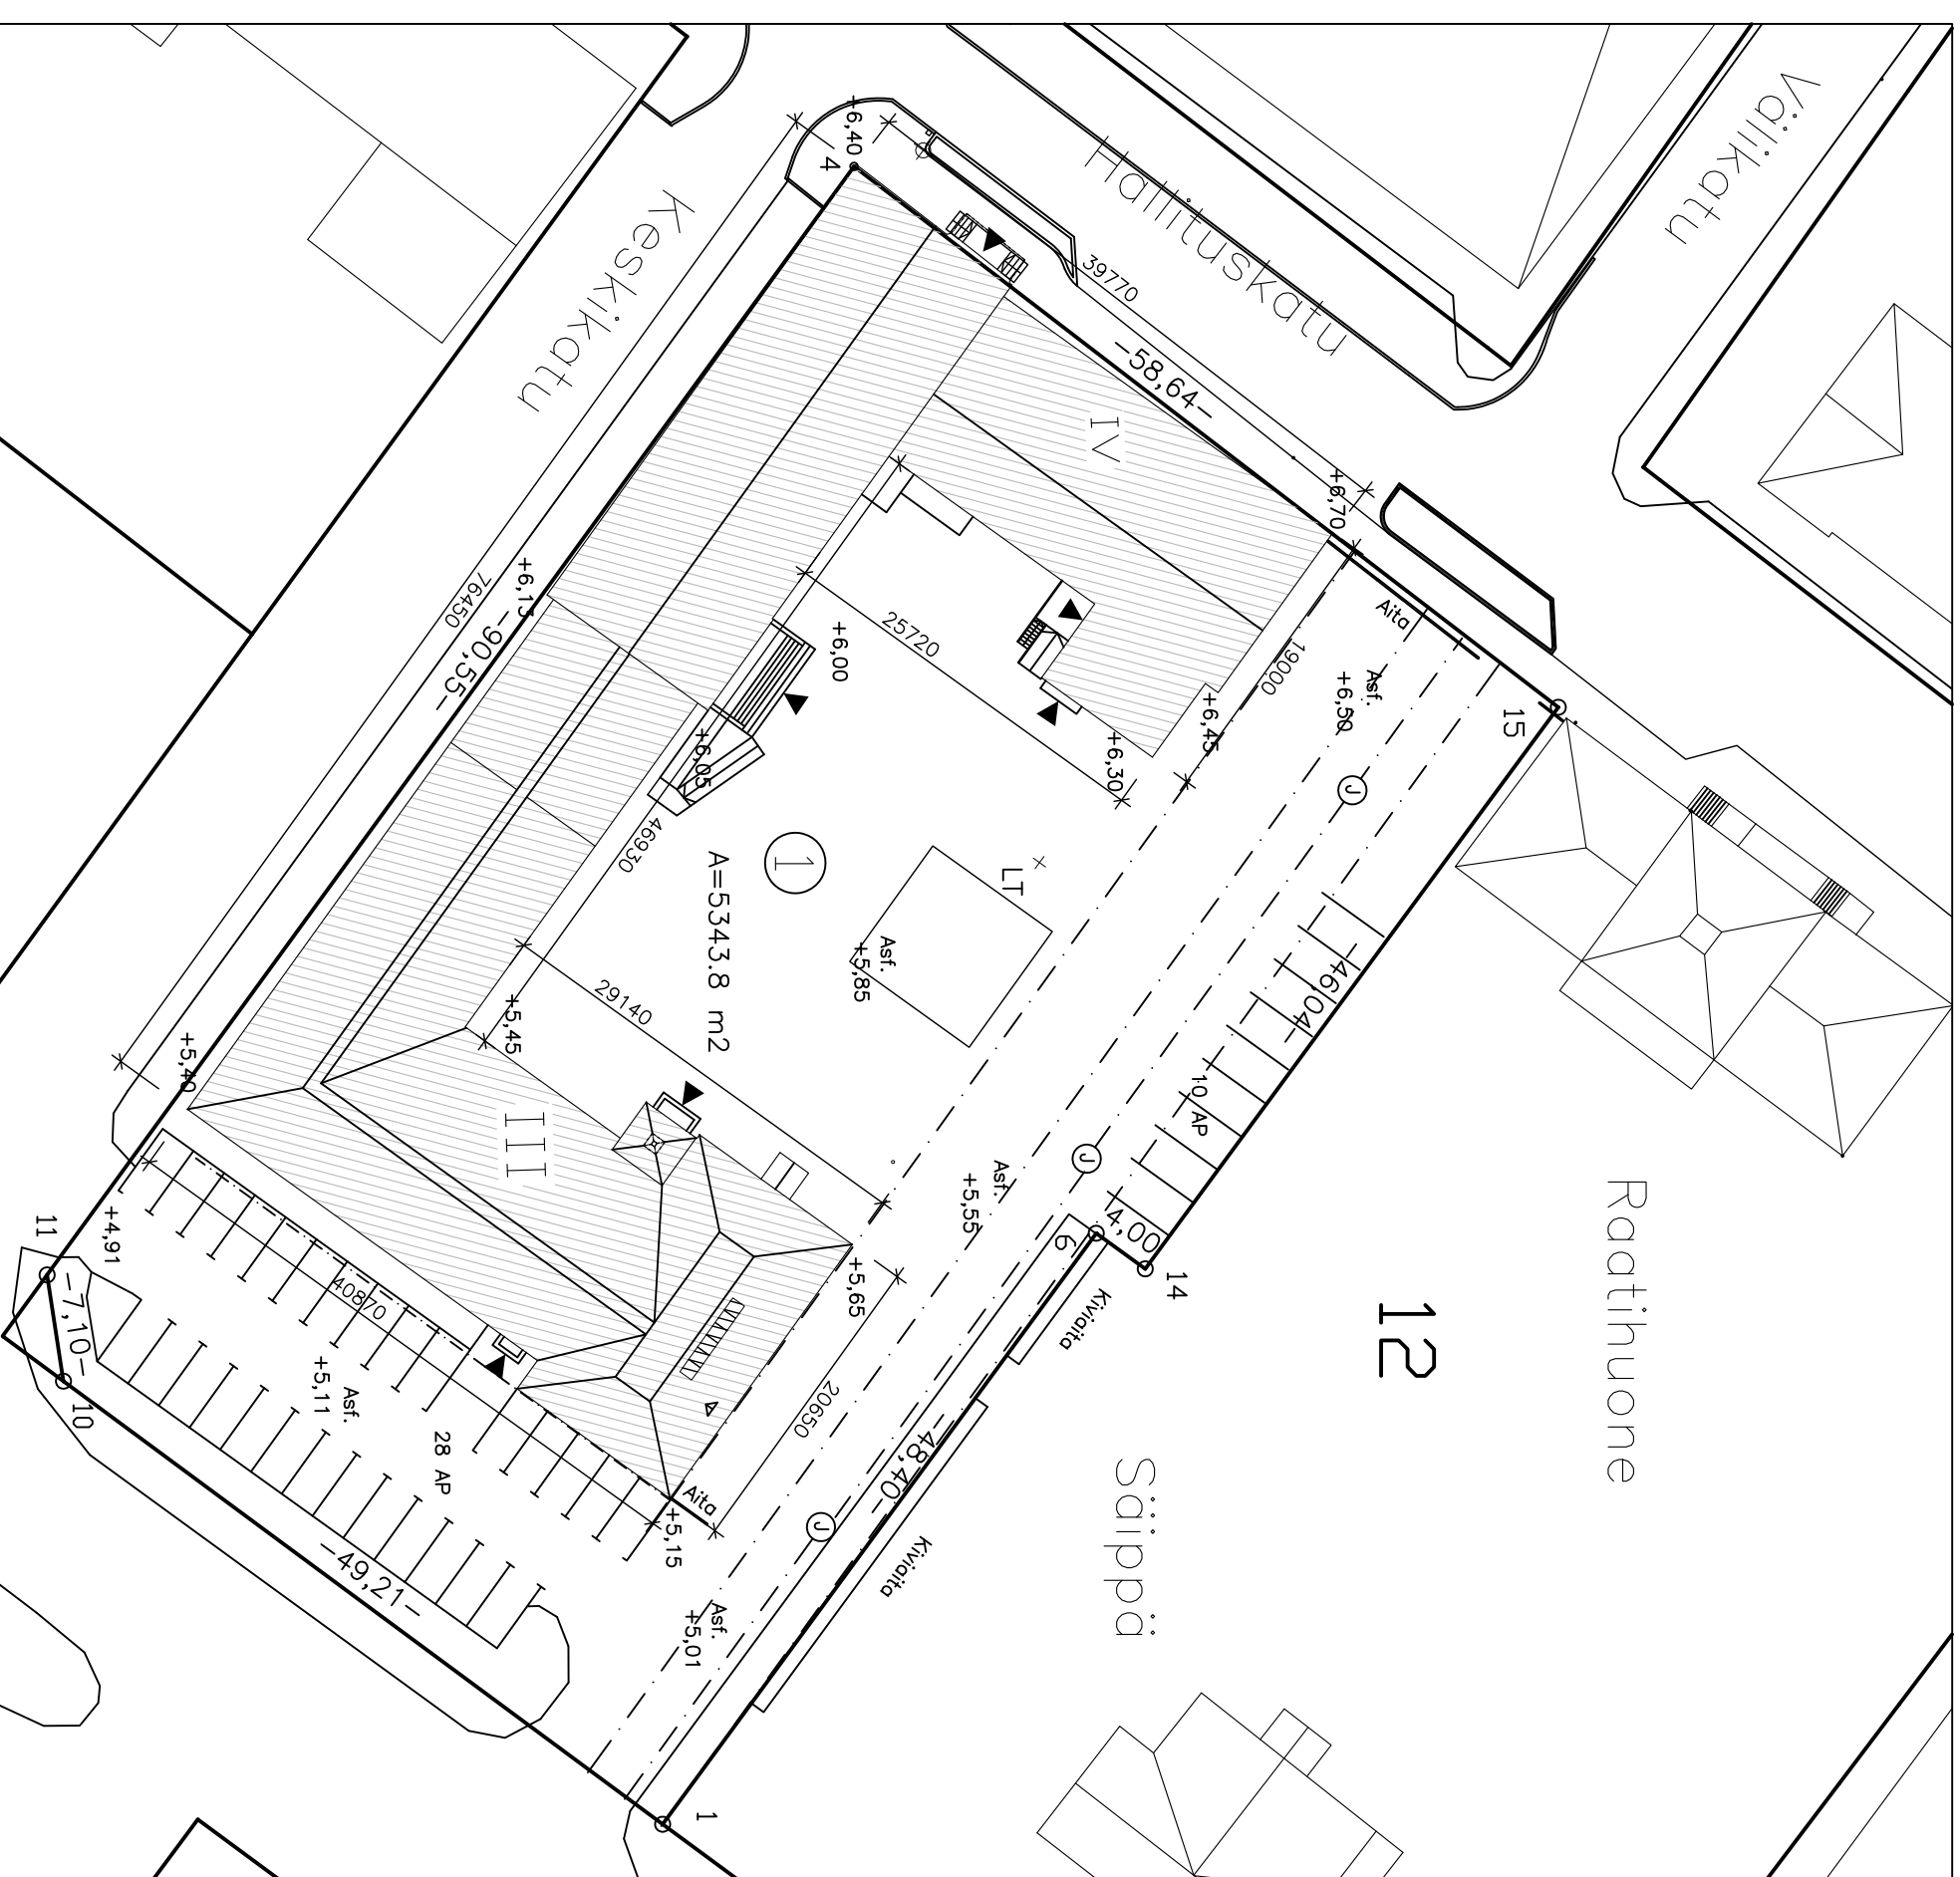 Välikatu
Hallituskatu
Keskikatu
+6,40
4
39770
-58,64-
IV
+6,70
Aita
19000
15
Asf.
+6,50
J
+6,13
76450
-90,55-
25720
+6,00
+6,45
+6,30
+6,05
46930
1
A=5343.8 m2
LT
Asf.
+5,85
-46,04-
10 AP
29140
+5,45
+5,40
III
Asf.
+5,55
J
4,00
6
14
Kiviaita
12
Raatihuone
Säippä
+5,65
20650
-48,40-
Kiviaita
J
11
+4,91
-7,10-
10
40870
Asf.
+5,11
28 AP
Aita
+5,15
-49,21-
Asf.
+5,01
1